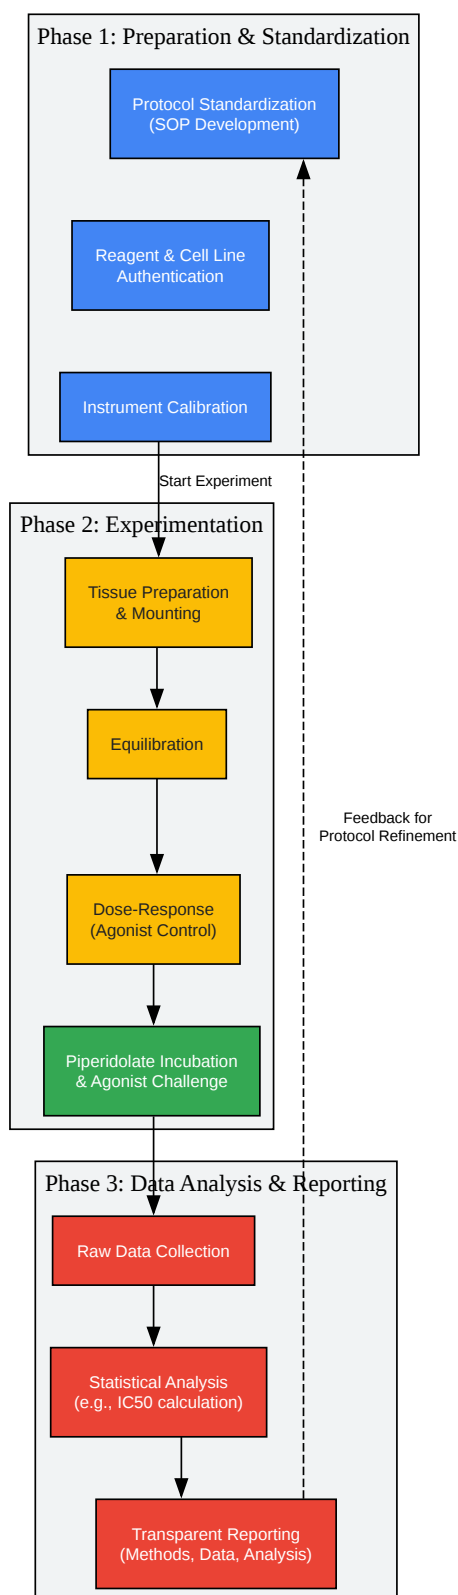 Phase 1: Preparation & Standardization
Protocol Standardization
(SOP Development)
Reagent & Cell Line
Authentication
Instrument Calibration
Start Experiment
Phase 2: Experimentation
Tissue Preparation
& Mounting
Equilibration
Feedback for
Protocol Refinement
Dose-Response
(Agonist Control)
Piperidolate Incubation
& Agonist Challenge
Phase 3: Data Analysis & Reporting
Raw Data Collection
Statistical Analysis
(e.g., IC50 calculation)
Transparent Reporting
(Methods, Data, Analysis)